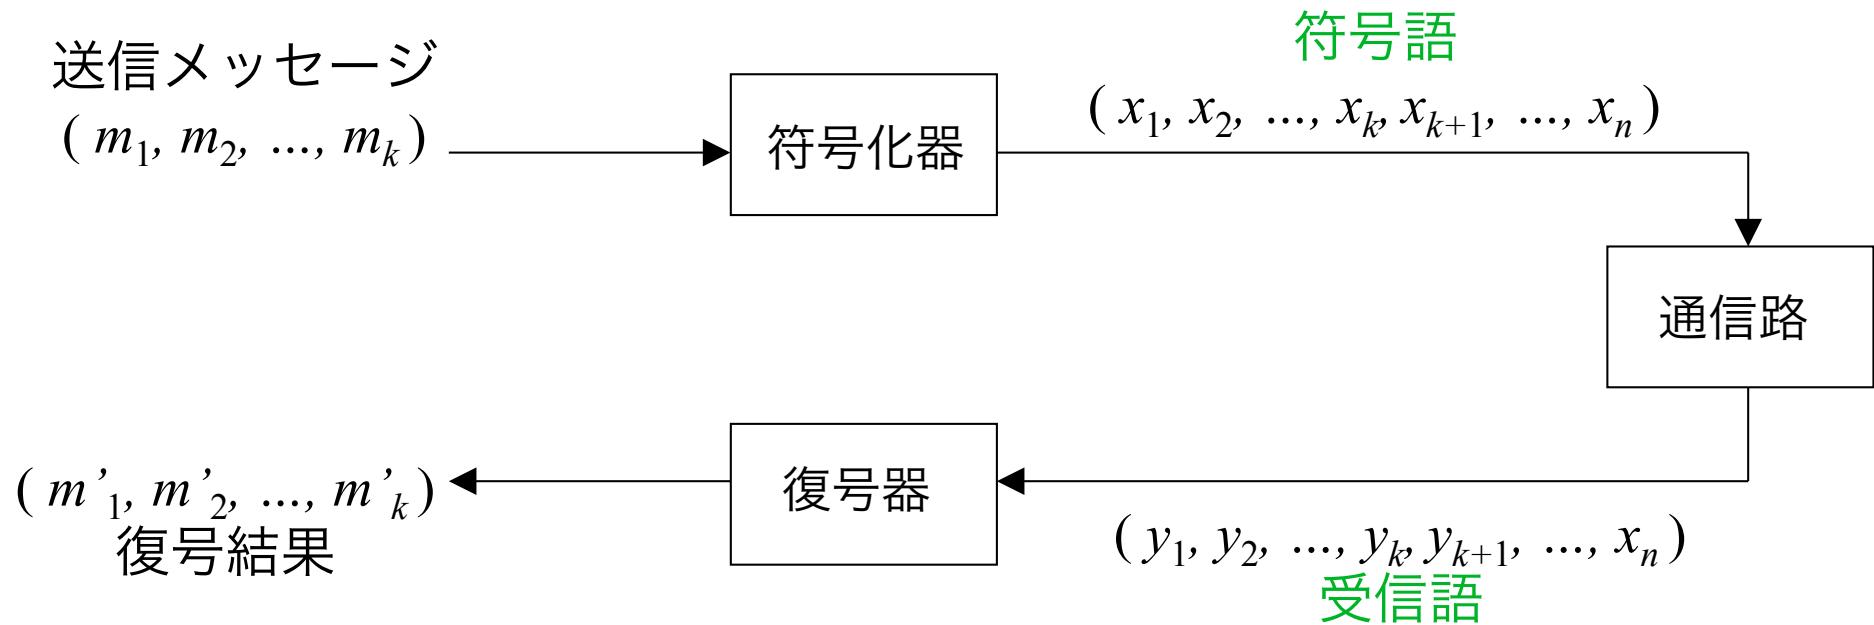 送信メッセージ
( m1, m2, ..., mk )
符号化器
符号語
( x1, x2, ..., xk, xk+1, ..., xn )
通信路
( y1, y2, ..., yk, yk+1, ..., xn )
受信語
復号器
( m’1, m’2, ..., m’k )
復号結果